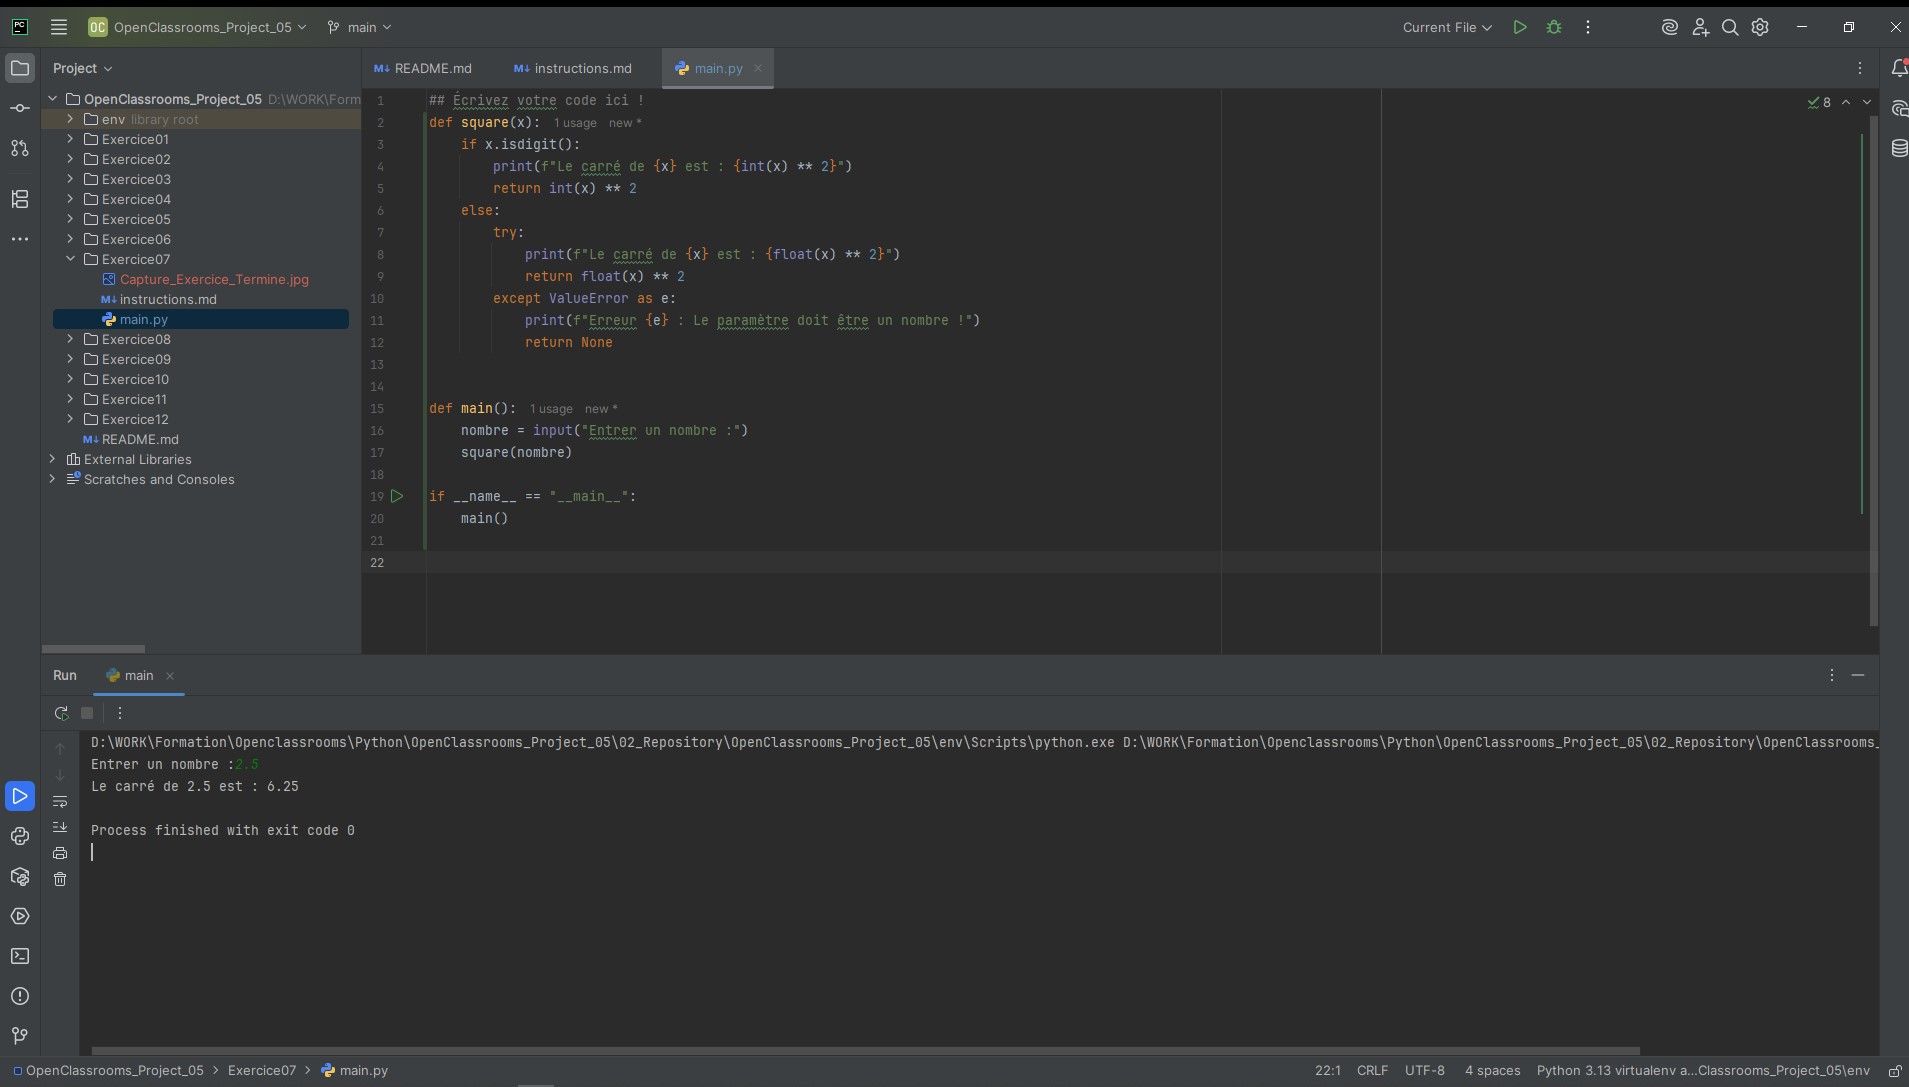 PC
OC OpenClassrooms_Project_05 main Current File
Project
README.md instructions.md main.py
OpenClassrooms_Project_05 D:\WORK\Form
env library root
Exercice01
Exercice02
Exercice03
Exercice04
Exercice05
Exercice06
Exercice07
Capture_Exercice_Termine.jpg
instructions.md
main.py
Exercice08
Exercice09
Exercice10
Exercice11
Exercice12
README.md
External Libraries
Scratches and Consoles
8
1 ## Écrivez votre code ici !
2 def square(x): 1 usage new *
3 if x.isdigit():
4 print(f"Le carré de {x} est : {int(x) ** 2}")
5 return int(x) ** 2
6 else:
7 try:
8 print(f"Le carré de {x} est : {float(x) ** 2}")
9 return float(x) ** 2
10 except ValueError as e:
11 print(f"Erreur {e} : Le paramètre doit être un nombre !")
12 return None
13
14
15 def main(): 1 usage new *
16 nombre = input("Entrer un nombre :")
17 square(nombre)
18
19 if __name__ == "__main__":
20 main()
21
22
Run main
D:\WORK\Formation\Openclassrooms\Python\OpenClassrooms_Project_05\02_Repository\OpenClassrooms_Project_05\env\Scripts\python.exe D:\WORK\Formation\Openclassrooms\Python\OpenClassrooms_Project_05\02_Repository\OpenClassrooms_
Entrer un nombre :2.5
Le carré de 2.5 est : 6.25
Process finished with exit code 0
OpenClassrooms_Project_05 > Exercice07 > main.py 22:1 CRLF UTF-8 4 spaces Python 3.13 virtualenv a...Classrooms_Project_05\env